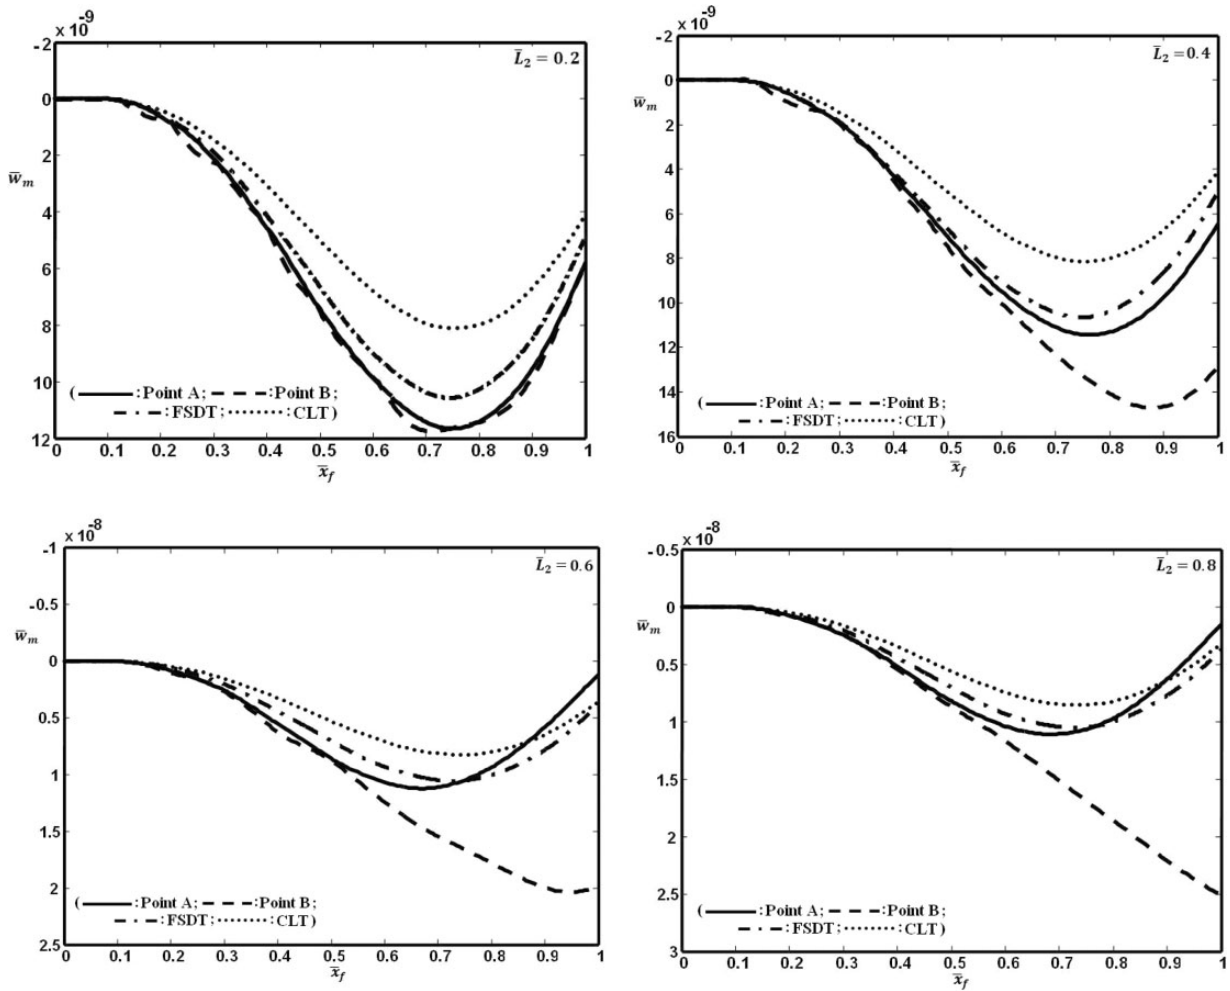 x 10^-9
L̄₂ = 0.2
-2
0
2
4
6
8
10
12
w̄ₘ
(———:Point A; – – –:Point B;
– · –:FSDT; ········:CLT)
0 0.1 0.2 0.3 0.4 0.5 0.6 0.7 0.8 0.9 1
x̄_f
x 10^-9
L̄₂ = 0.4
-2
0
2
4
6
8
10
12
14
16
w̄ₘ
(———:Point A; – – –:Point B;
– · –:FSDT; ········:CLT)
0 0.1 0.2 0.3 0.4 0.5 0.6 0.7 0.8 0.9 1
x̄_f
x 10^-8
L̄₂ = 0.6
-1
-0.5
0
0.5
1
1.5
2
2.5
w̄ₘ
(———:Point A; – – –:Point B;
– · –:FSDT; ········:CLT)
0 0.1 0.2 0.3 0.4 0.5 0.6 0.7 0.8 0.9 1
x̄_f
x 10^-8
L̄₂ = 0.8
-0.5
0
0.5
1
1.5
2
2.5
3
w̄ₘ
(———:Point A; – – –:Point B;
– · –:FSDT; ········:CLT)
0 0.1 0.2 0.3 0.4 0.5 0.6 0.7 0.8 0.9 1
x̄_f